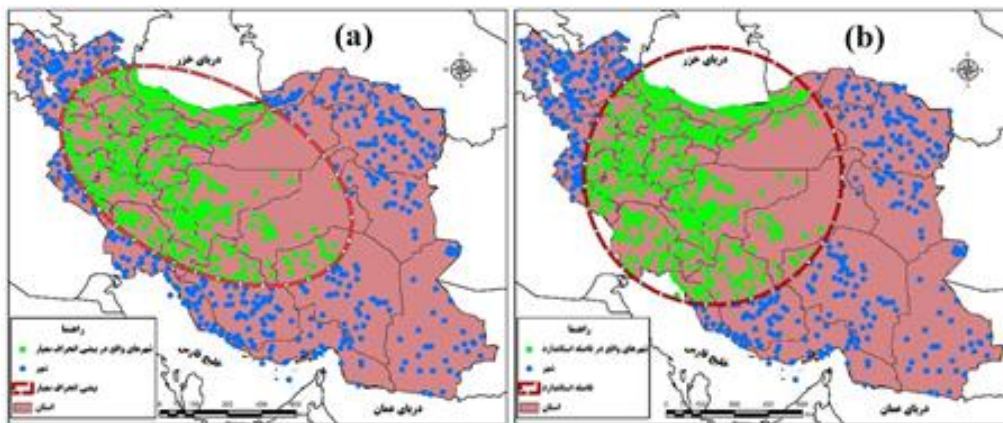 (a)
دریای خزر
خلیج فارس
دریای عمان
راهنما
شهرهای واقع در بیضی انحراف معیار
شهر
بیضی انحراف معیار
استان
(b)
دریای خزر
خلیج فارس
دریای عمان
راهنما
شهرهای واقع در فاصله استاندارد
شهر
فاصله استاندارد
استان